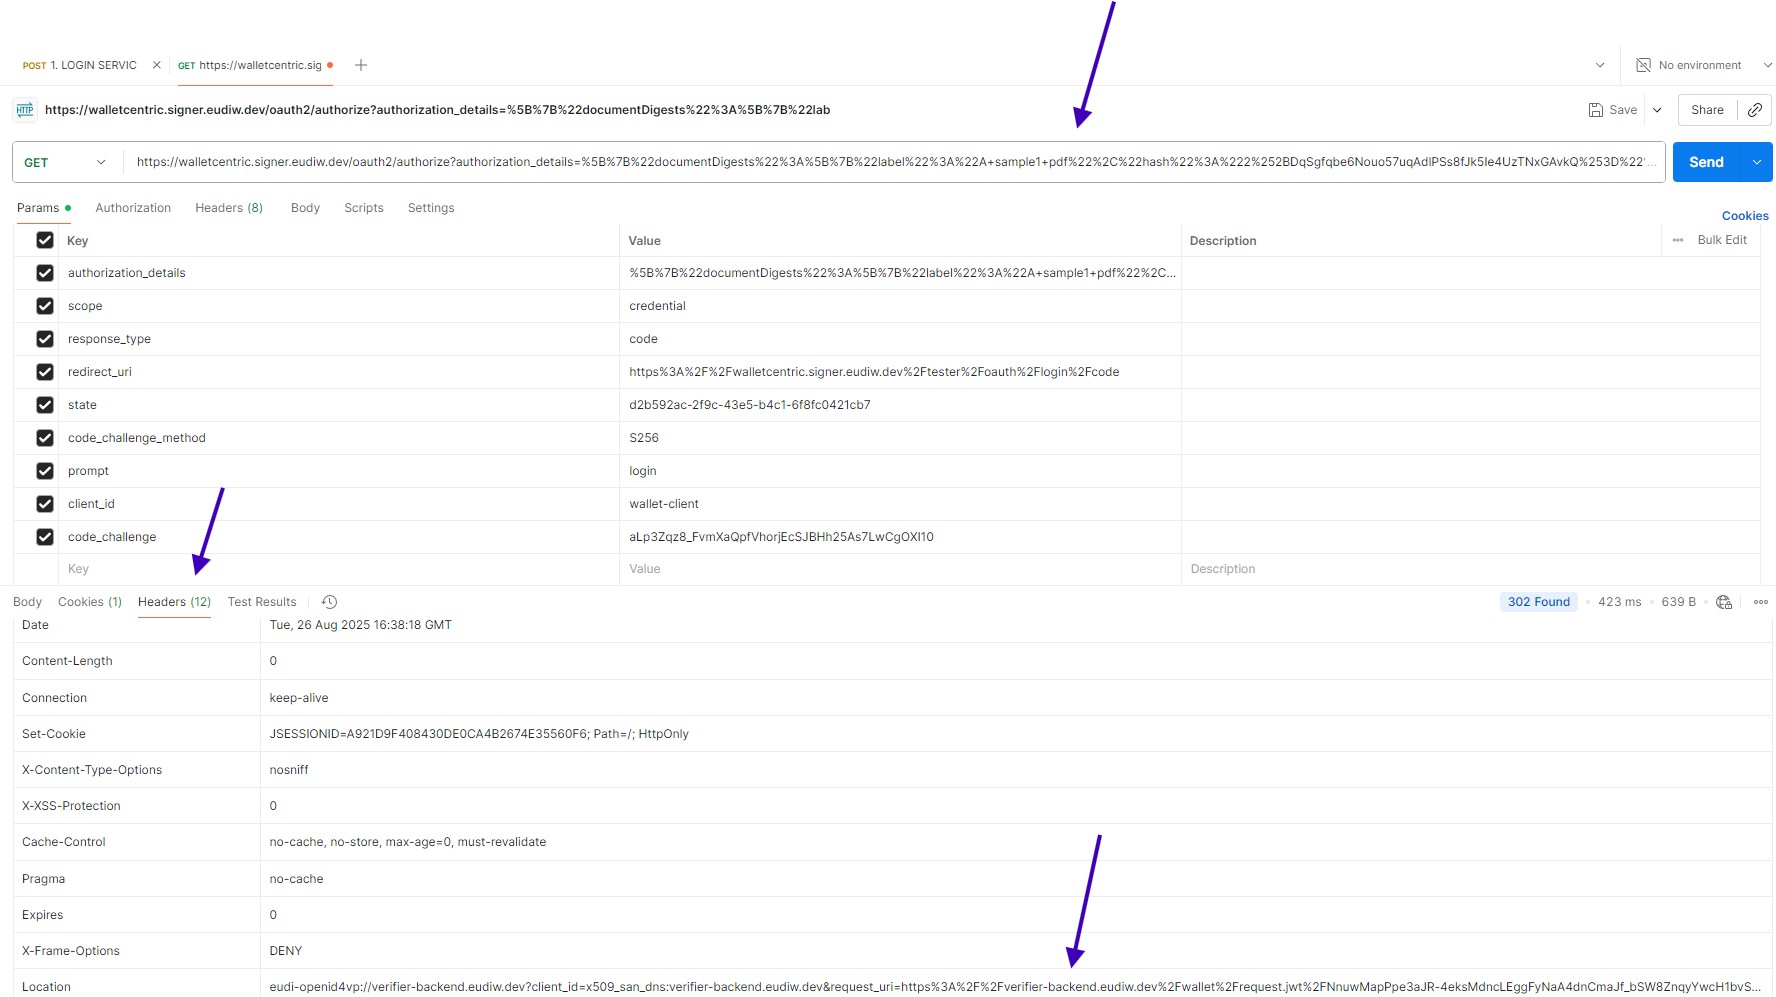 POST 1. LOGIN SERVIC
GET https://walletcentric.sig
No environment
HTTP https://walletcentric.signer.eudiw.dev/oauth2/authorize?authorization_details=%5B%7B%22documentDigests%22%3A%5B%7B%22lab
Save
Share
GET https://walletcentric.signer.eudiw.dev/oauth2/authorize?authorization_details=%5B%7B%22documentDigests%22%3A%5B%7B%22label%22%3A%22A+sample1+pdf%22%2C%22hash%22%3A%222%252BDqSgfqbe6Nouo57uqAdlPSs8fJk5Ie4UzTNxGAvkQ%253D%22...
Send
Params Authorization Headers (8) Body Scripts Settings
Cookies
Key Value Description Bulk Edit
authorization_details %5B%7B%22documentDigests%22%3A%5B%7B%22label%22%3A%22A+sample1+pdf%22%2C...
scope credential
response_type code
redirect_uri https%3A%2F%2Fwalletcentric.signer.eudiw.dev%2Ftester%2Foauth%2Flogin%2Fcode
state d2b592ac-2f9c-43e5-b4c1-6f8fc0421cb7
code_challenge_method S256
prompt login
client_id wallet-client
code_challenge aLp3Zqz8_FvmXaQpfVhorjEcSJBHh25As7LwCgOXI10
Key Value Description
Body Cookies (1) Headers (12) Test Results
302 Found • 423 ms • 639 B
Date Tue, 26 Aug 2025 16:38:18 GMT
Content-Length 0
Connection keep-alive
Set-Cookie JSESSIONID=A921D9F408430DE0CA4B2674E35560F6; Path=/; HttpOnly
X-Content-Type-Options nosniff
X-XSS-Protection 0
Cache-Control no-cache, no-store, max-age=0, must-revalidate
Pragma no-cache
Expires 0
X-Frame-Options DENY
Location eudi-openid4vp://verifier-backend.eudiw.dev?client_id=x509_san_dns:verifier-backend.eudiw.dev&request_uri=https%3A%2F%2Fverifier-backend.eudiw.dev%2Fwallet%2Frequest.jwt%2FNnuwMapPpe3aJR-4eksMdncLEggFyNaA4dnCmaJf_bSW8ZnqyYwcH1bvS...